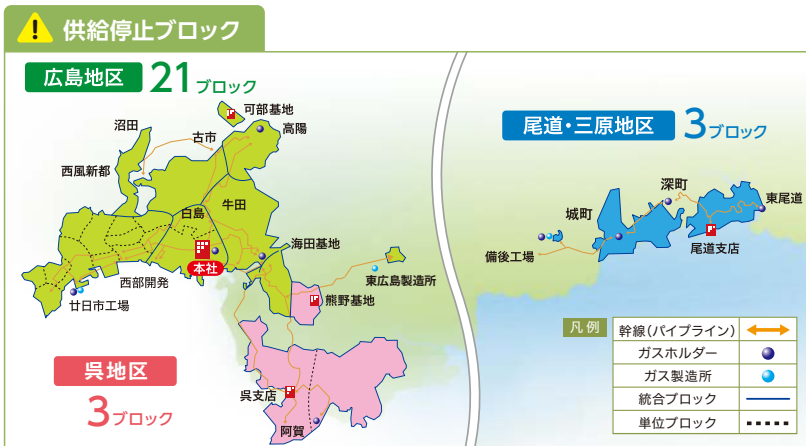 供給停止ブロック
広島地区 21ブロック
可部基地
沼田
古市
高陽
西風新都
牛田
白島
海田基地
本社
西部開発
東広島製造所
廿日市工場
熊野基地
呉地区
3ブロック
呉支店
阿賀
尾道・三原地区 3ブロック
深町
東尾道
城町
備後工場
尾道支店
凡例
幹線(パイプライン)
ガスホルダー
ガス製造所
統合ブロック
単位ブロック